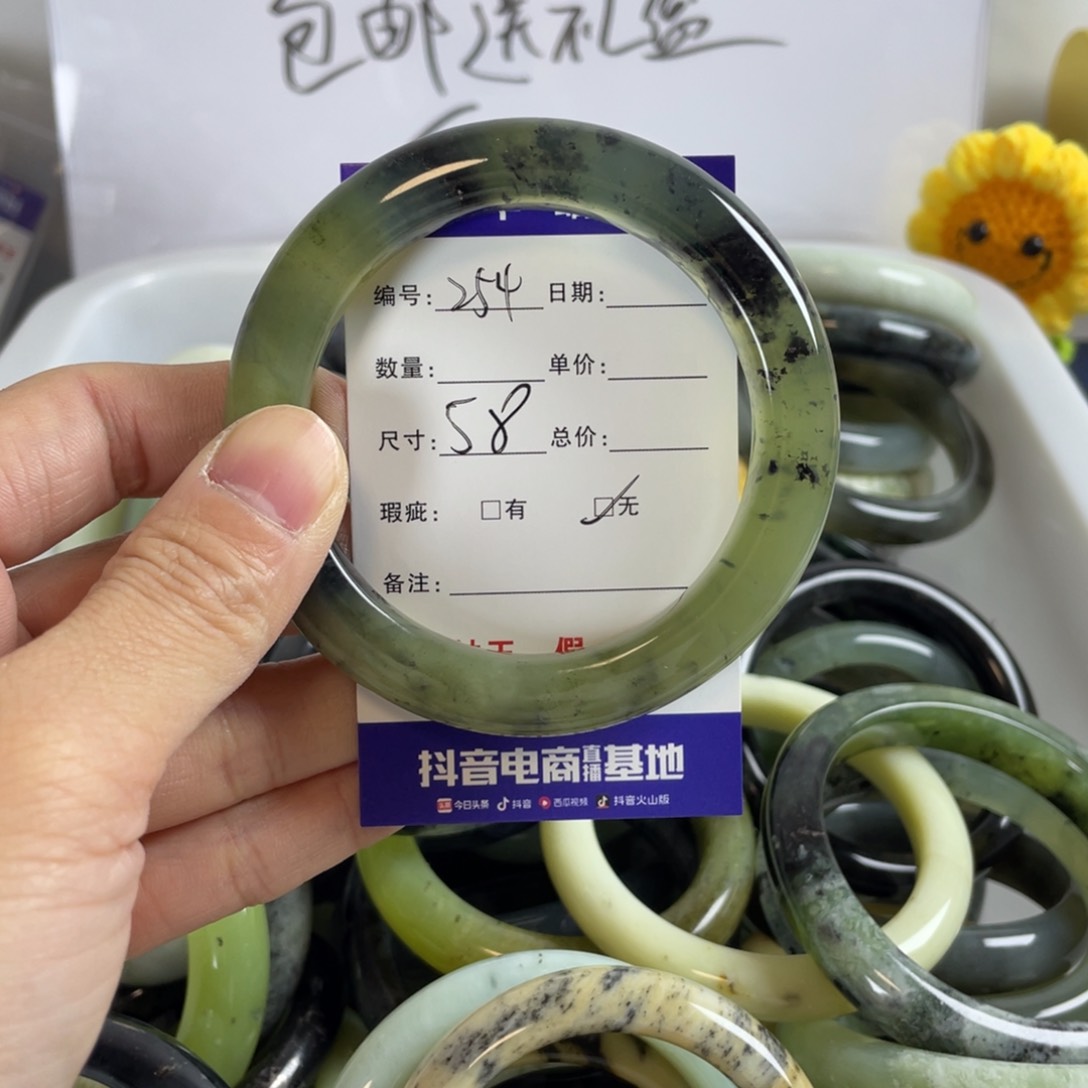 包邮送礼盒
编号: 254 日期:
数量: 单价:
尺寸: 58 总价:
瑕疵: □有 ☑无
备注:
假
抖音电商直播基地
今日头条 抖音 西瓜视频 抖音火山版